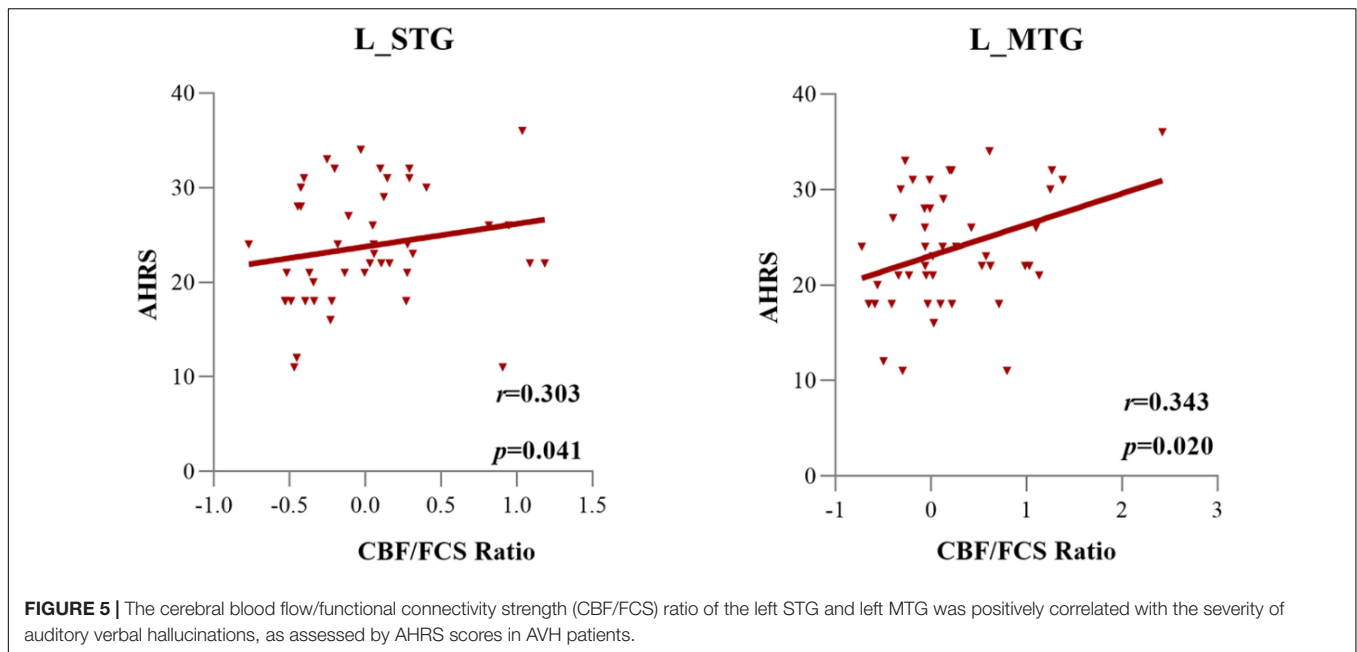 L_STG
40
30
20
10
0
-1.0 -0.5 0.0 0.5 1.0 1.5
AHRS
CBF/FCS Ratio
r=0.303
p=0.041
L_MTG
40
30
20
10
0
-1 0 1 2 3
AHRS
CBF/FCS Ratio
r=0.343
p=0.020
FIGURE 5 | The cerebral blood flow/functional connectivity strength (CBF/FCS) ratio of the left STG and left MTG was positively correlated with the severity of
auditory verbal hallucinations, as assessed by AHRS scores in AVH patients.